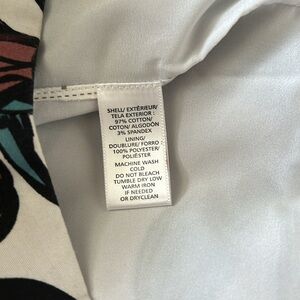 SHELL/ EXTÉRIEUR/
TELA EXTERIOR :
97% COTTON/
COTON/ ALGODÓN
3% SPANDEX
LINING/
DOUBLURE/ FORRO :
100% POLYESTER/
POLIÉSTER
MACHINE WASH
COLD
DO NOT BLEACH
TUMBLE DRY LOW
WARM IRON
IF NEEDED
OR DRYCLEAN